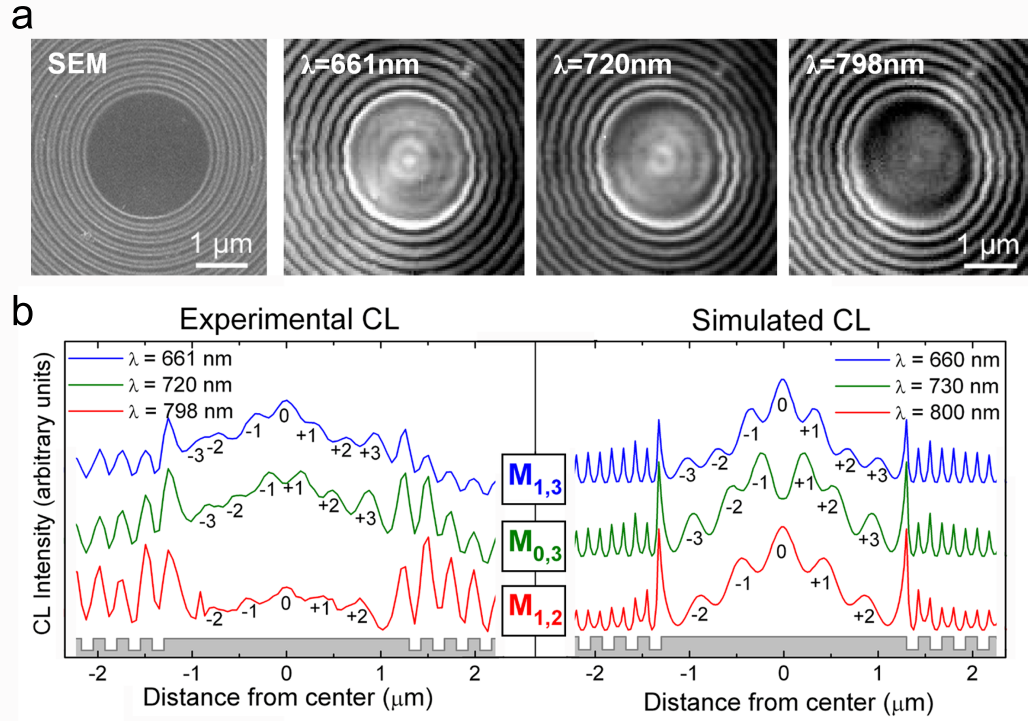 a
SEM
λ=661nm
λ=720nm
λ=798nm
1 μm
1 μm
b
Experimental CL
Simulated CL
CL Intensity (arbitrary units)
λ = 661 nm
λ = 720 nm
λ = 798 nm
λ = 660 nm
λ = 730 nm
λ = 800 nm
-3 -2 -1 0 +1 +2 +3
-3 -2 -1 +1 +2 +3
-2 -1 0 +1 +2
M1,3
M0,3
M1,2
-3 -2 -1 0 +1 +2 +3
-3 -2 -1 +1 +2 +3
-2 -1 0 +1 +2
-2 -1 0 1 2
-2 -1 0 1 2
Distance from center (μm)
Distance from center (μm)